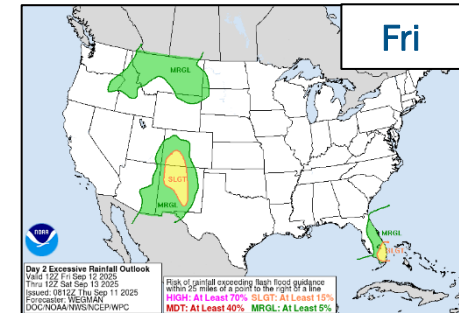 Fri
MRGL
SLGT
MRGL
MRGL
SLGT
NOAA
Day 2 Excessive Rainfall Outlook
Valid 12Z Fri Sep 12 2025
Thru 12Z Sat Sep 13 2025
Issued: 0812Z Thu Sep 11 2025
Forecaster: WEGMAN
DOC/NOAA/NWS/NCEP/WPC
Risk of rainfall exceeding flash flood guidance
within 25 miles of a point to the right of a line
HIGH: At Least 70% SLGT: At Least 15%
MDT: At Least 40% MRGL: At Least 5%